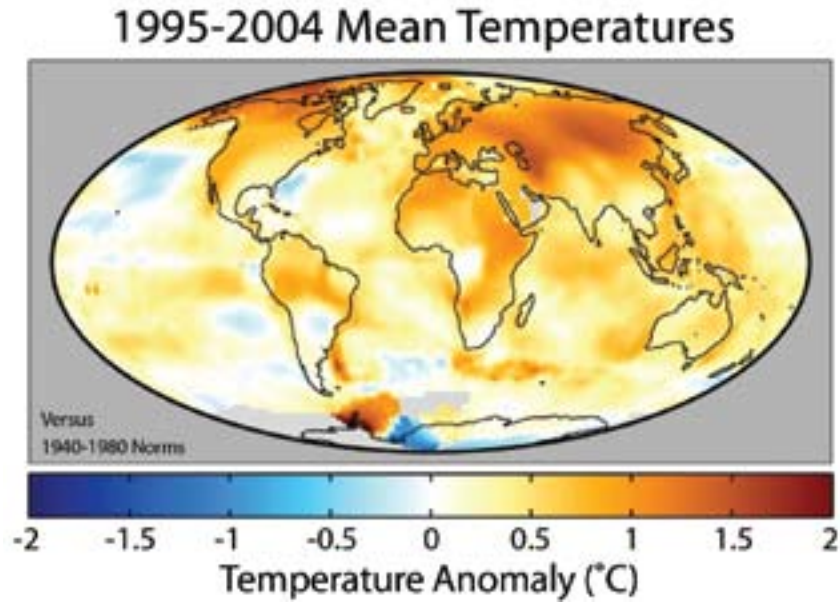 1995-2004 Mean Temperatures
Versus
1940-1980 Norms
-2 -1.5 -1 -0.5 0 0.5 1 1.5 2
Temperature Anomaly (˚C)